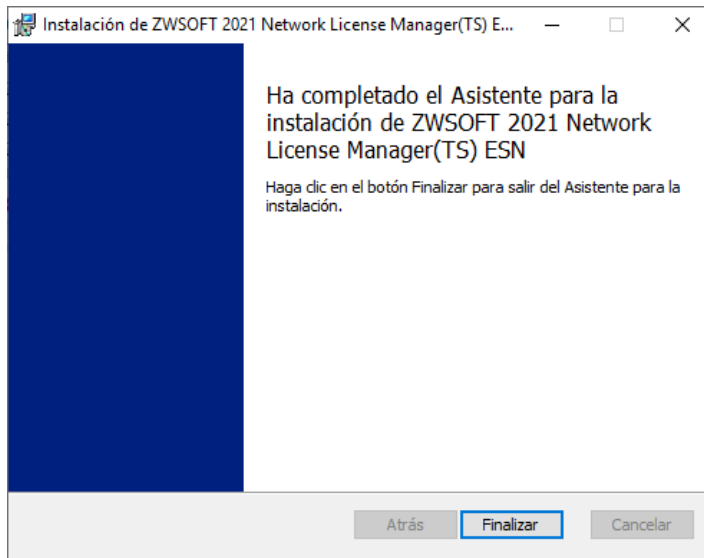 Instalación de ZWSOFT 2021 Network License Manager(TS) E...
Ha completado el Asistente para la
instalación de ZWSOFT 2021 Network
License Manager(TS) ESN
Haga clic en el botón Finalizar para salir del Asistente para la
instalación.
Atrás
Finalizar
Cancelar